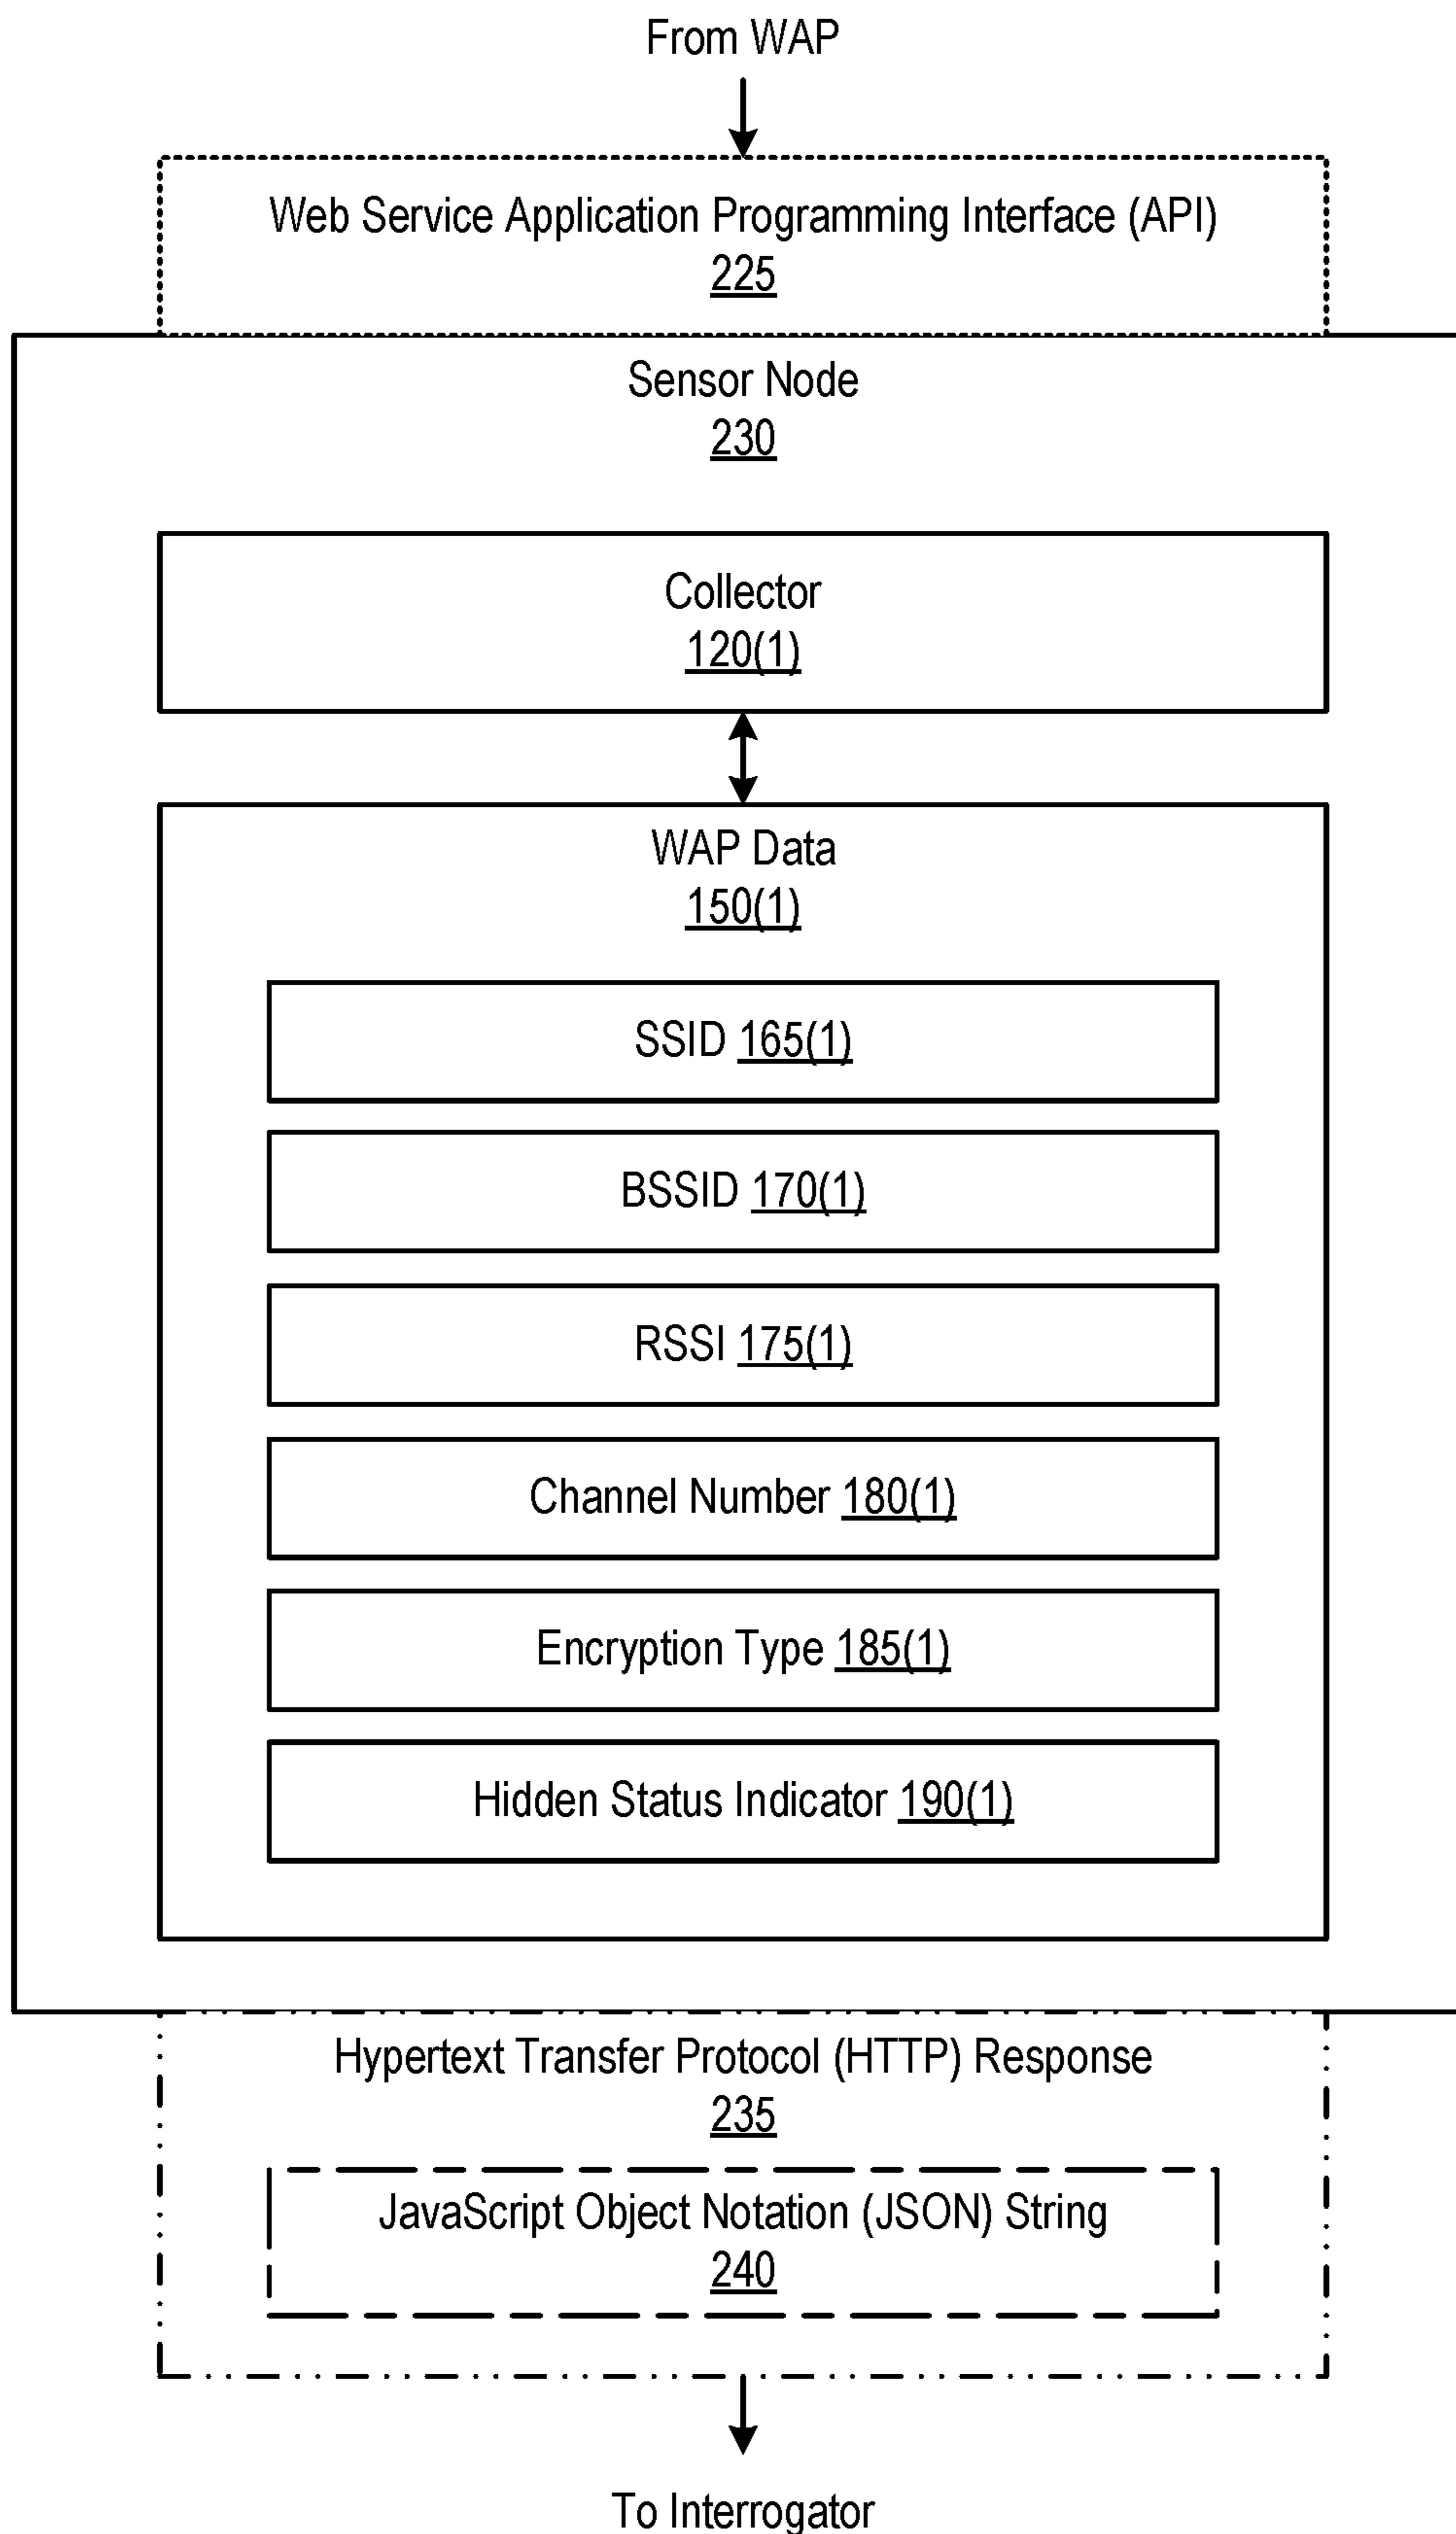 From WAP
Web Service Application Programming Interface (API)
225
Sensor Node
230
Collector
120(1)
WAP Data
150(1)
SSID 165(1)
BSSID 170(1)
RSSI 175(1)
Channel Number 180(1)
Encryption Type 185(1)
Hidden Status Indicator 190(1)
Hypertext Transfer Protocol (HTTP) Response
235
JavaScript Object Notation (JSON) String
240
To Interrogator